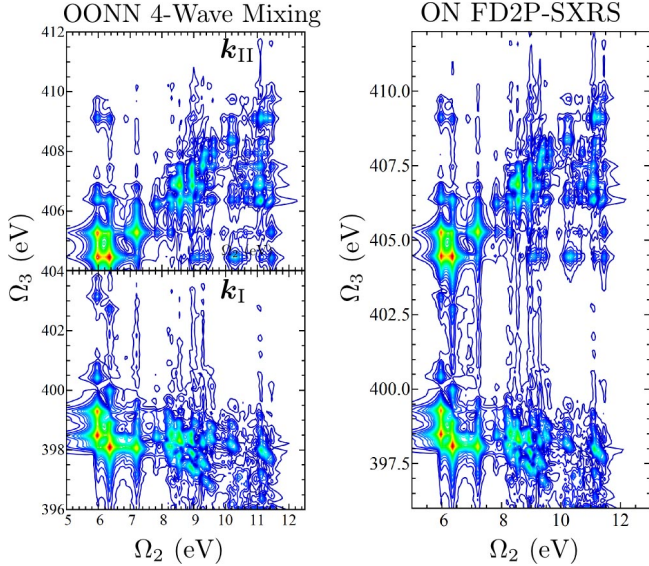 OONN 4-Wave Mixing
k_II
412
410
408
406
404
Ω₃ (eV)
k_I
402
400
398
396
5 6 7 8 9 10 11 12
Ω₂ (eV)
ON FD2P-SXRS
410.0
407.5
405.0
402.5
400.0
397.5
Ω₃ (eV)
6 8 10 12
Ω₂ (eV)